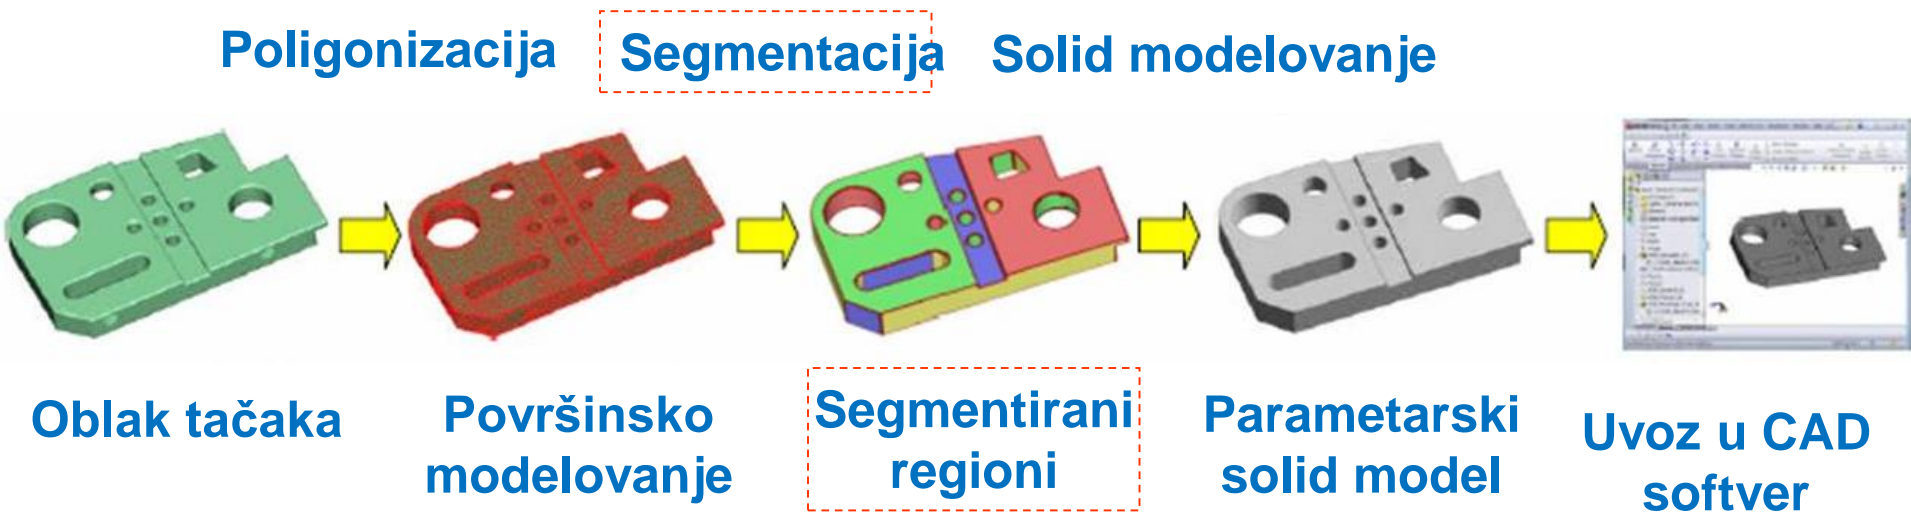 Poligonizacija
Segmentacija
Solid modelovanje
Oblak tačaka
Površinsko
modelovanje
Segmentirani
regioni
Parametarski
solid model
Uvoz u CAD
softver